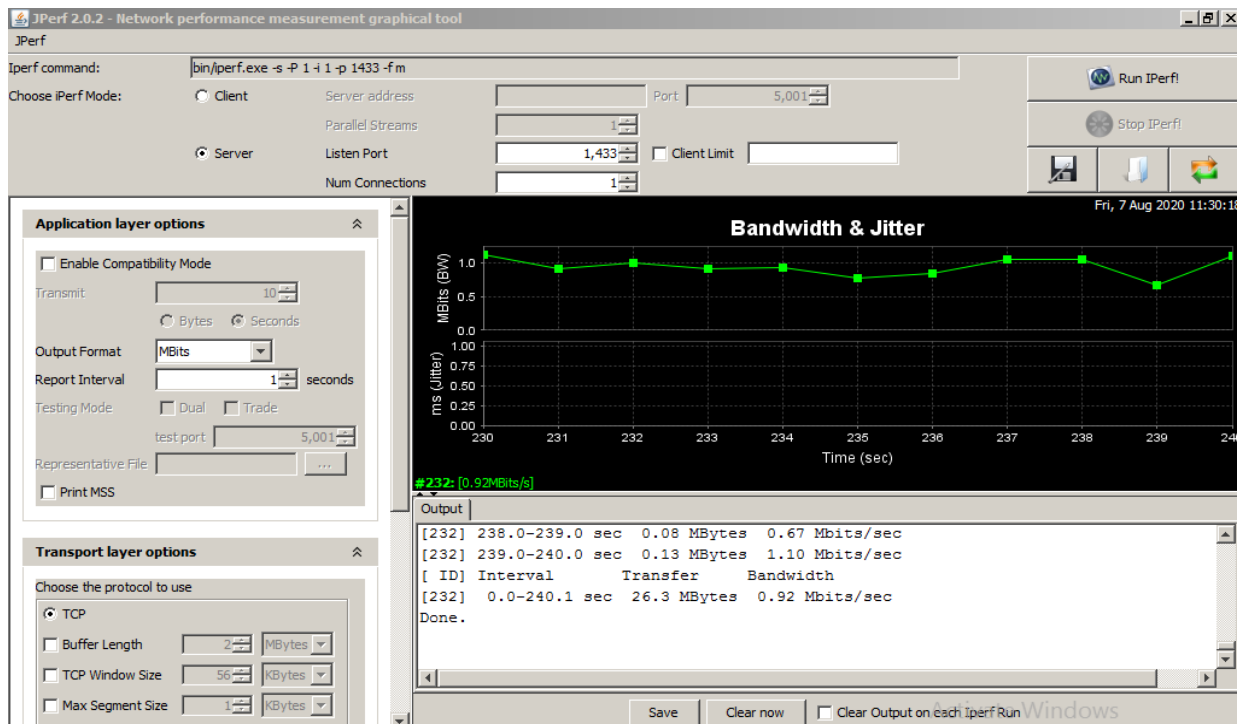 JPerf 2.0.2 - Network performance measurement graphical tool
JPerf
Iperf command: bin/iperf.exe -s -P 1 -i 1 -p 1433 -f m
Run IPerf!
Choose iPerf Mode: Client Server address Port 5,001
Parallel Streams 1
Stop IPerf!
Server Listen Port 1,433 Client Limit
Num Connections 1
Application layer options
Enable Compatibility Mode
Transmit 10
Bytes Seconds
Output Format MBits
Report Interval 1 seconds
Testing Mode Dual Trade
test port 5,001
Representative File ...
Print MSS
Transport layer options
Choose the protocol to use
TCP
Buffer Length 2 MBytes
TCP Window Size 56 KBytes
Max Segment Size 1 KBytes
Fri, 7 Aug 2020 11:30:18
Bandwidth & Jitter
MBits (BW)
1.0
0.5
0.0
ms (Jitter)
1.00
0.75
0.50
0.25
0.00
230 231 232 233 234 235 236 237 238 239
Time (sec)
#232: [0.92MBits/s]
Output
[232] 238.0-239.0 sec 0.08 MBytes 0.67 Mbits/sec
[232] 239.0-240.0 sec 0.13 MBytes 1.10 Mbits/sec
[ ID] Interval Transfer Bandwidth
[232] 0.0-240.1 sec 26.3 MBytes 0.92 Mbits/sec
Done.
Save Clear now Clear Output on each Iperf Run
Activate Windows